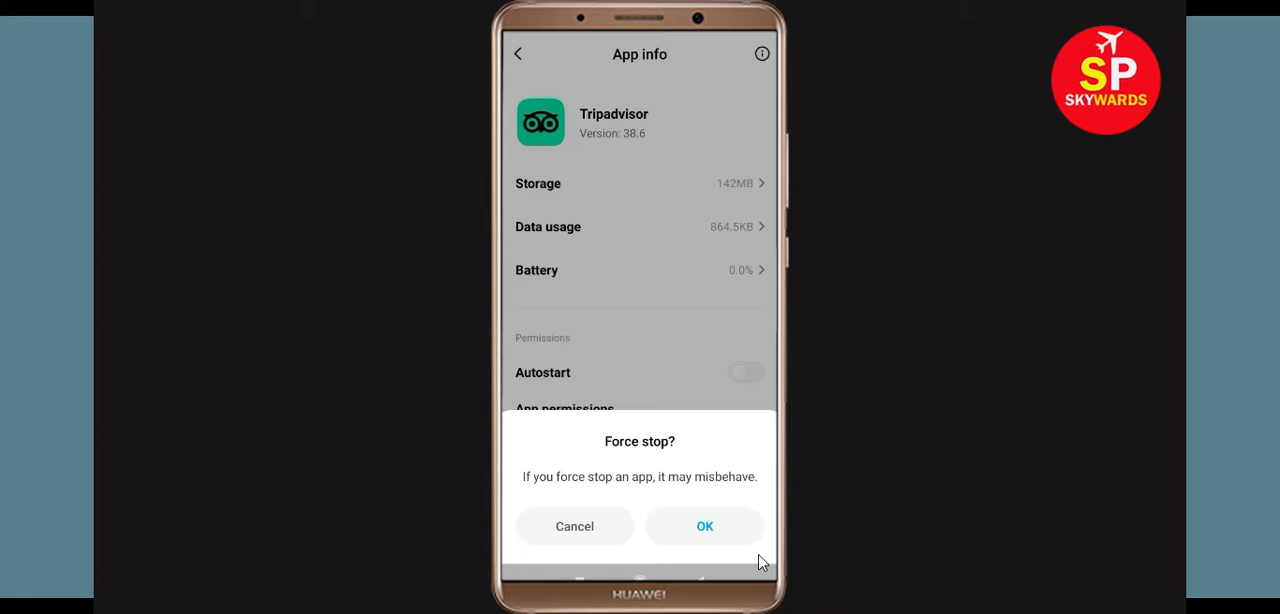 App info
SP
SKYWARDS
Tripadvisor
Version: 38.6
Storage 142MB
Data usage 864.5KB
Battery 0.0%
Permissions
Autostart
App permissions
Force stop?
If you force stop an app, it may misbehave.
Cancel OK
HUAWEI